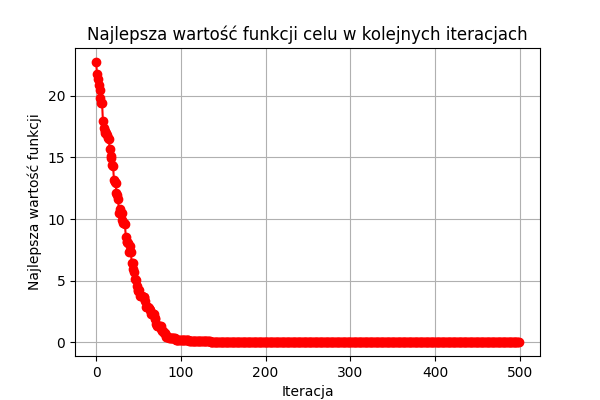 Najlepsza wartość funkcji celu w kolejnych iteracjach
Najlepsza wartość funkcji
20
15
10
5
0
0 100 200 300 400 500
Iteracja